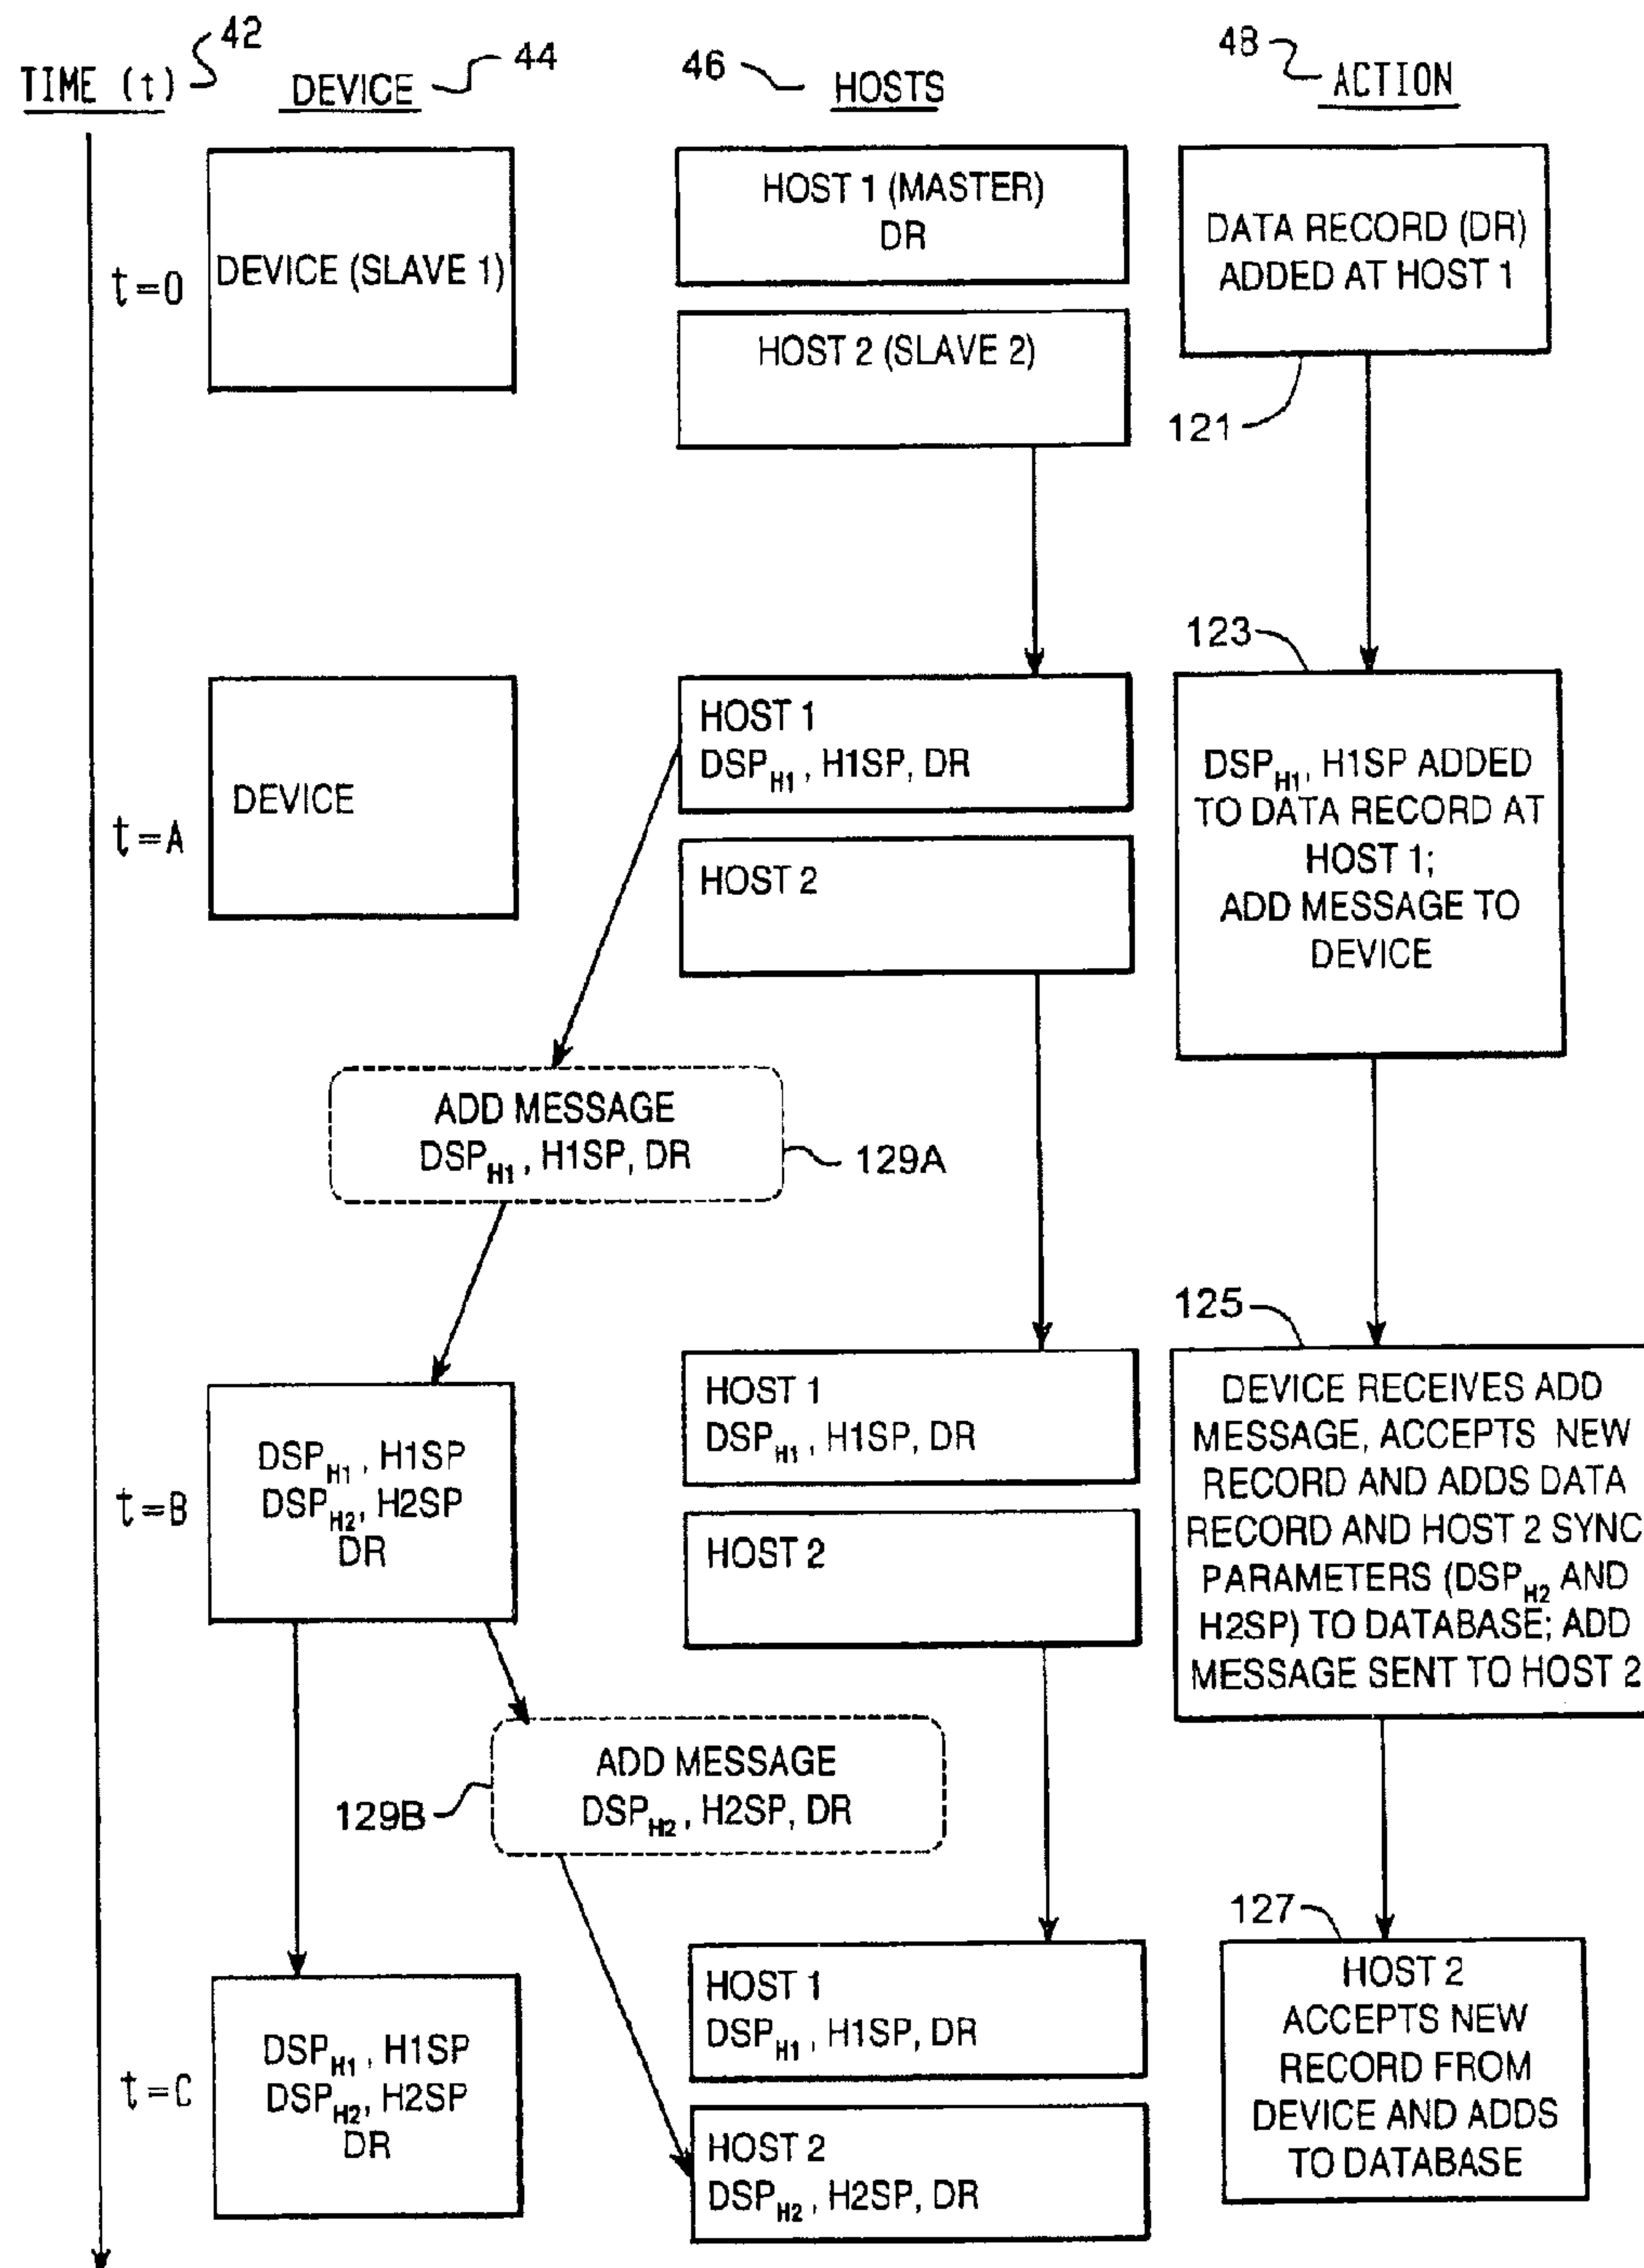 TIME (t) 42
DEVICE 44
46 HOSTS
48 ACTION
t=0
DEVICE (SLAVE 1)
HOST 1 (MASTER)
DR
HOST 2 (SLAVE 2)
DATA RECORD (DR)
ADDED AT HOST 1
121
t=A
DEVICE
HOST 1
DSPH1, H1SP, DR
HOST 2
123
DSPH1, H1SP ADDED
TO DATA RECORD AT
HOST 1;
ADD MESSAGE TO
DEVICE
ADD MESSAGE
DSPH1, H1SP, DR
129A
t=B
DSPH1, H1SP
DSPH2, H2SP
DR
HOST 1
DSPH1, H1SP, DR
HOST 2
125
DEVICE RECEIVES ADD
MESSAGE, ACCEPTS NEW
RECORD AND ADDS DATA
RECORD AND HOST 2 SYNC
PARAMETERS (DSPH2 AND
H2SP) TO DATABASE; ADD
MESSAGE SENT TO HOST 2
ADD MESSAGE
DSPH2, H2SP, DR
129B
t=C
DSPH1, H1SP
DSPH2, H2SP
DR
HOST 1
DSPH1, H1SP, DR
HOST 2
DSPH2, H2SP, DR
127
HOST 2
ACCEPTS NEW
RECORD FROM
DEVICE AND ADDS
TO DATABASE